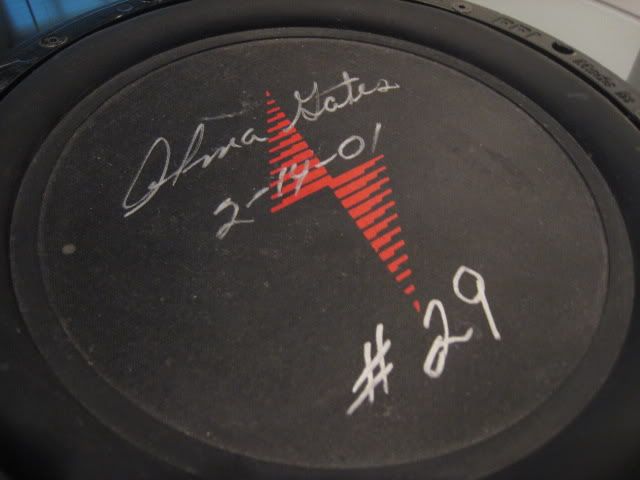 Alma Gates
2-14-01
# 29